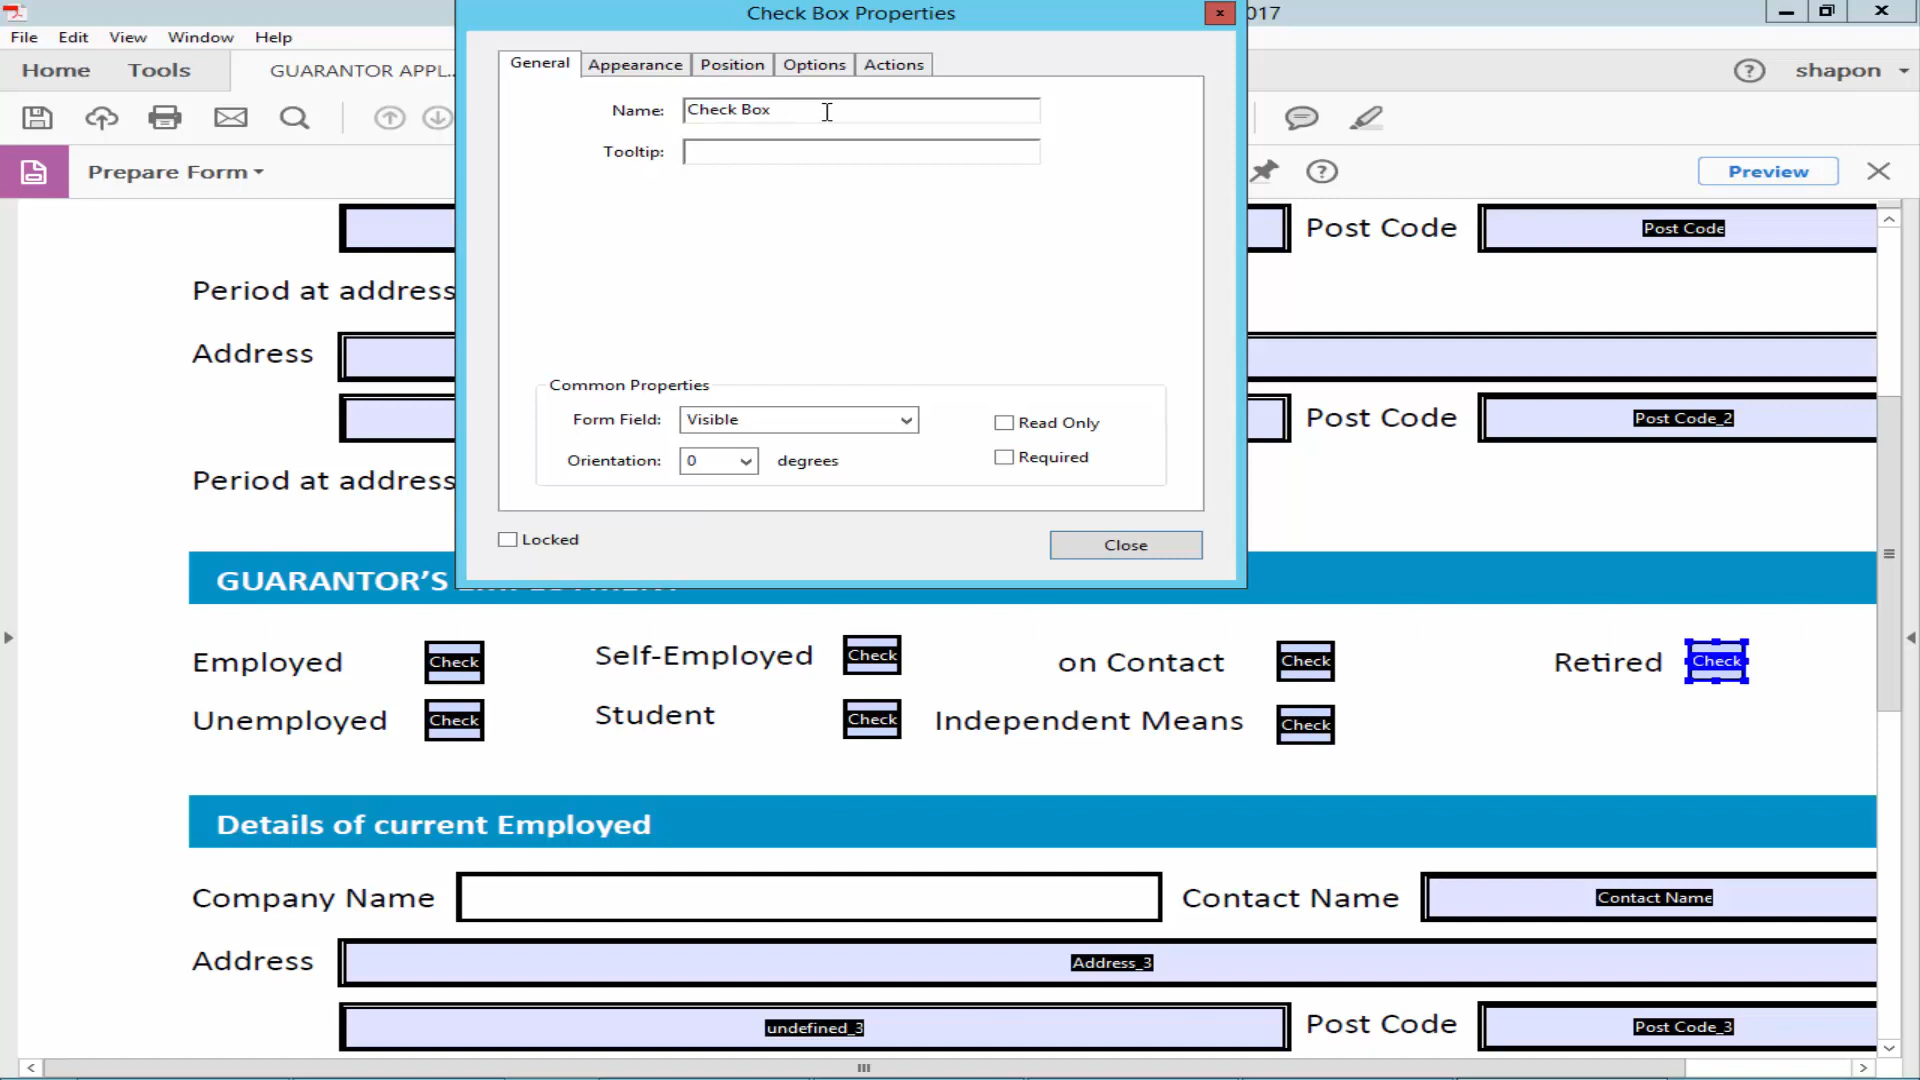 Check Box Properties
x
017
File Edit View Window Help
Home Tools GUARANTOR APPL...
shapon
General Appearance Position Options Actions
Name: Check Box
Tooltip:
Prepare Form
Preview
Post Code Post Code
Period at address
Address
Common Properties
Form Field: Visible
Read Only
Post Code Post Code_2
Orientation: 0 degrees
Required
Period at address
Locked
Close
GUARANTOR'S
Employed Check Self-Employed Check on Contact Check Retired Check
Unemployed Check Student Check Independent Means Check
Details of current Employed
Company Name Contact Name Contact Name
Address Address_3
undefined_3 Post Code Post Code_3